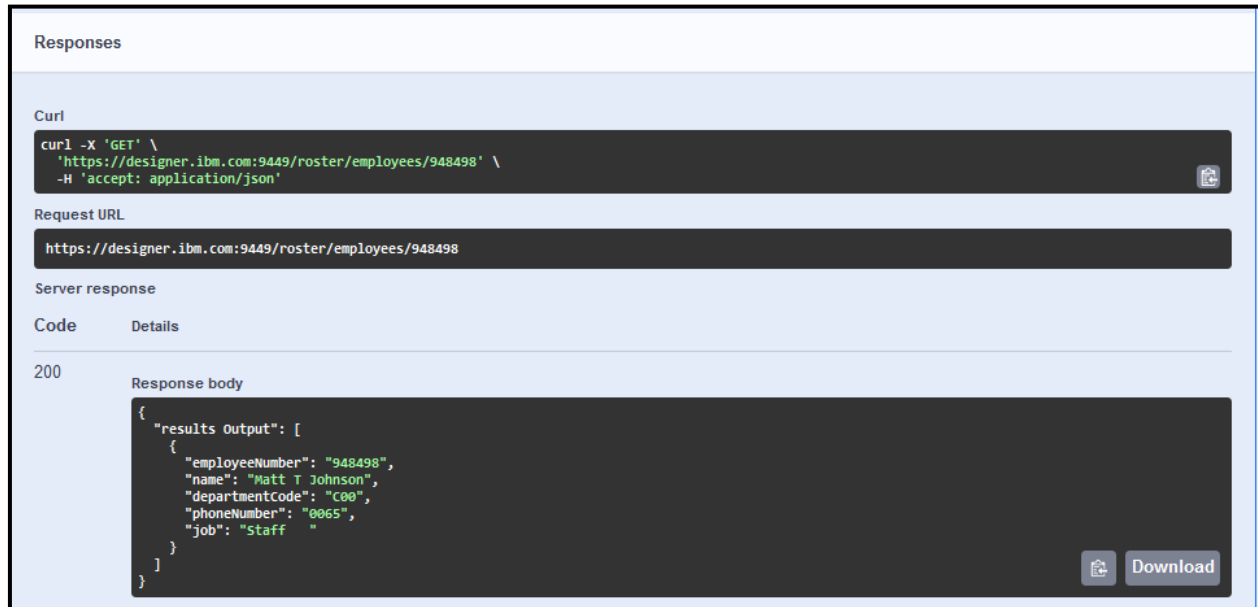 Responses
Curl
curl -X 'GET' \
  'https://designer.ibm.com:9449/roster/employees/948498' \
  -H 'accept: application/json'
Request URL
https://designer.ibm.com:9449/roster/employees/948498
Server response
Code Details
200
Response body
{
  "results Output": [
    {
      "employeeNumber": "948498",
      "name": "Matt T Johnson",
      "departmentCode": "C00",
      "phoneNumber": "0065",
      "job": "Staff   "
    }
  ]
}
Download